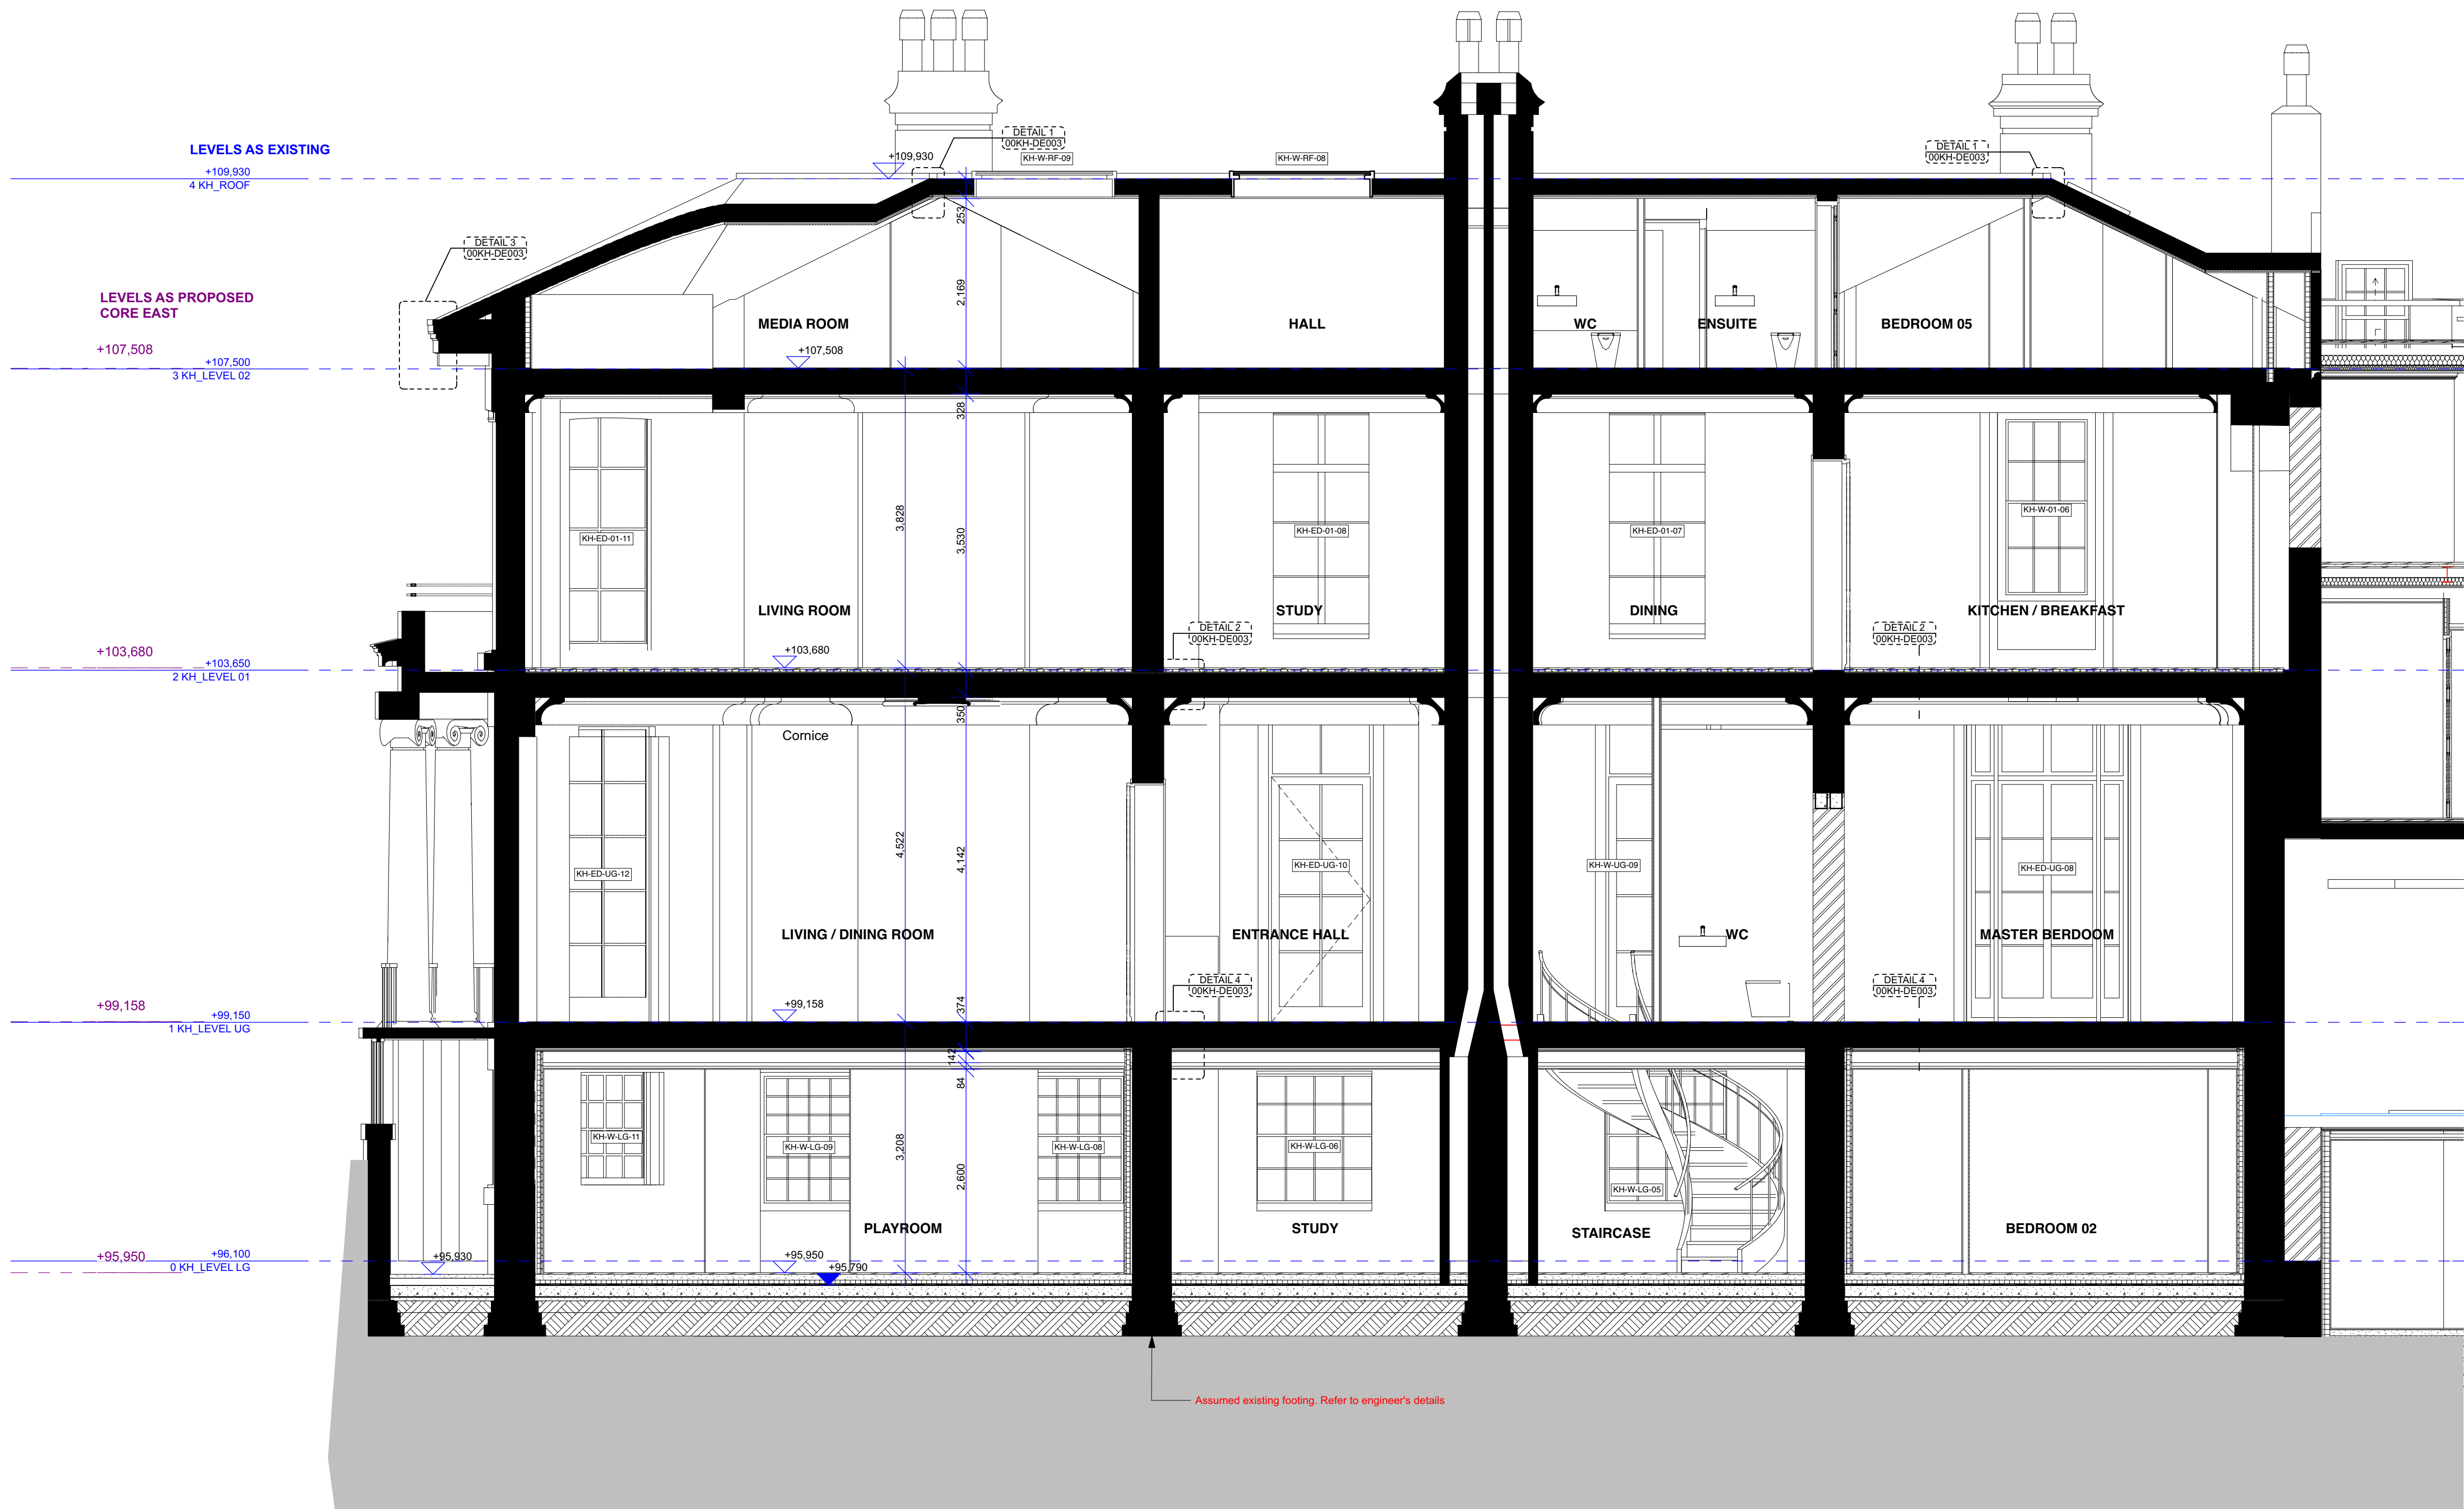 DETAIL 1
00KH-DE003
KH-W-RF-09
KH-W-RF-08
DETAIL 1
00KH-DE003
LEVELS AS EXISTING
+109,930
4 KH_ROOF
+109,930
253
DETAIL 3
00KH-DE003
2,169
LEVELS AS PROPOSED
CORE EAST
+107,508
+107,500
3 KH_LEVEL 02
MEDIA ROOM
+107,508
HALL
WC
ENSUITE
BEDROOM 05
328
3,828
3,530
KH-ED-01-11
KH-ED-01-08
KH-ED-01-07
KH-W-01-06
LIVING ROOM
STUDY
DINING
KITCHEN / BREAKFAST
DETAIL 2
00KH-DE003
DETAIL 2
00KH-DE003
+103,680
+103,650
2 KH_LEVEL 01
+103,680
350
Cornice
4,522
4,142
KH-ED-UG-12
KH-ED-UG-10
KH-W-UG-09
KH-ED-UG-08
LIVING / DINING ROOM
ENTRANCE HALL
WC
MASTER BERDOOM
DETAIL 4
00KH-DE003
DETAIL 4
00KH-DE003
+99,158
+99,150
1 KH_LEVEL UG
+99,158
374
142
84
3,208
2,600
KH-W-LG-11
KH-W-LG-09
KH-W-LG-08
KH-W-LG-06
KH-W-LG-05
PLAYROOM
STUDY
STAIRCASE
BEDROOM 02
+95,950
+96,100
0 KH_LEVEL LG
+95,930
+95,950
+95,790
Assumed existing footing. Refer to engineer's details